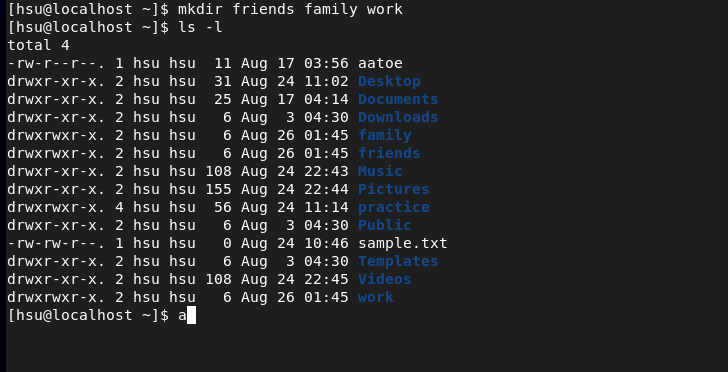 [hsu@localhost ~]$ mkdir friends family work
[hsu@localhost ~]$ ls -l
total 4
-rw-r--r--. 1 hsu hsu  11 Aug 17 03:56 aatoe
drwxr-xr-x. 2 hsu hsu  31 Aug 24 11:02 Desktop
drwxr-xr-x. 2 hsu hsu  25 Aug 17 04:14 Documents
drwxr-xr-x. 2 hsu hsu   6 Aug  3 04:30 Downloads
drwxrwxr-x. 2 hsu hsu   6 Aug 26 01:45 family
drwxrwxr-x. 2 hsu hsu   6 Aug 26 01:45 friends
drwxr-xr-x. 2 hsu hsu 108 Aug 24 22:43 Music
drwxr-xr-x. 2 hsu hsu 155 Aug 24 22:44 Pictures
drwxrwxr-x. 4 hsu hsu  56 Aug 24 11:14 practice
drwxr-xr-x. 2 hsu hsu   6 Aug  3 04:30 Public
-rw-rw-r--. 1 hsu hsu   0 Aug 24 10:46 sample.txt
drwxr-xr-x. 2 hsu hsu   6 Aug  3 04:30 Templates
drwxr-xr-x. 2 hsu hsu 108 Aug 24 22:45 Videos
drwxrwxr-x. 2 hsu hsu   6 Aug 26 01:45 work
[hsu@localhost ~]$ a